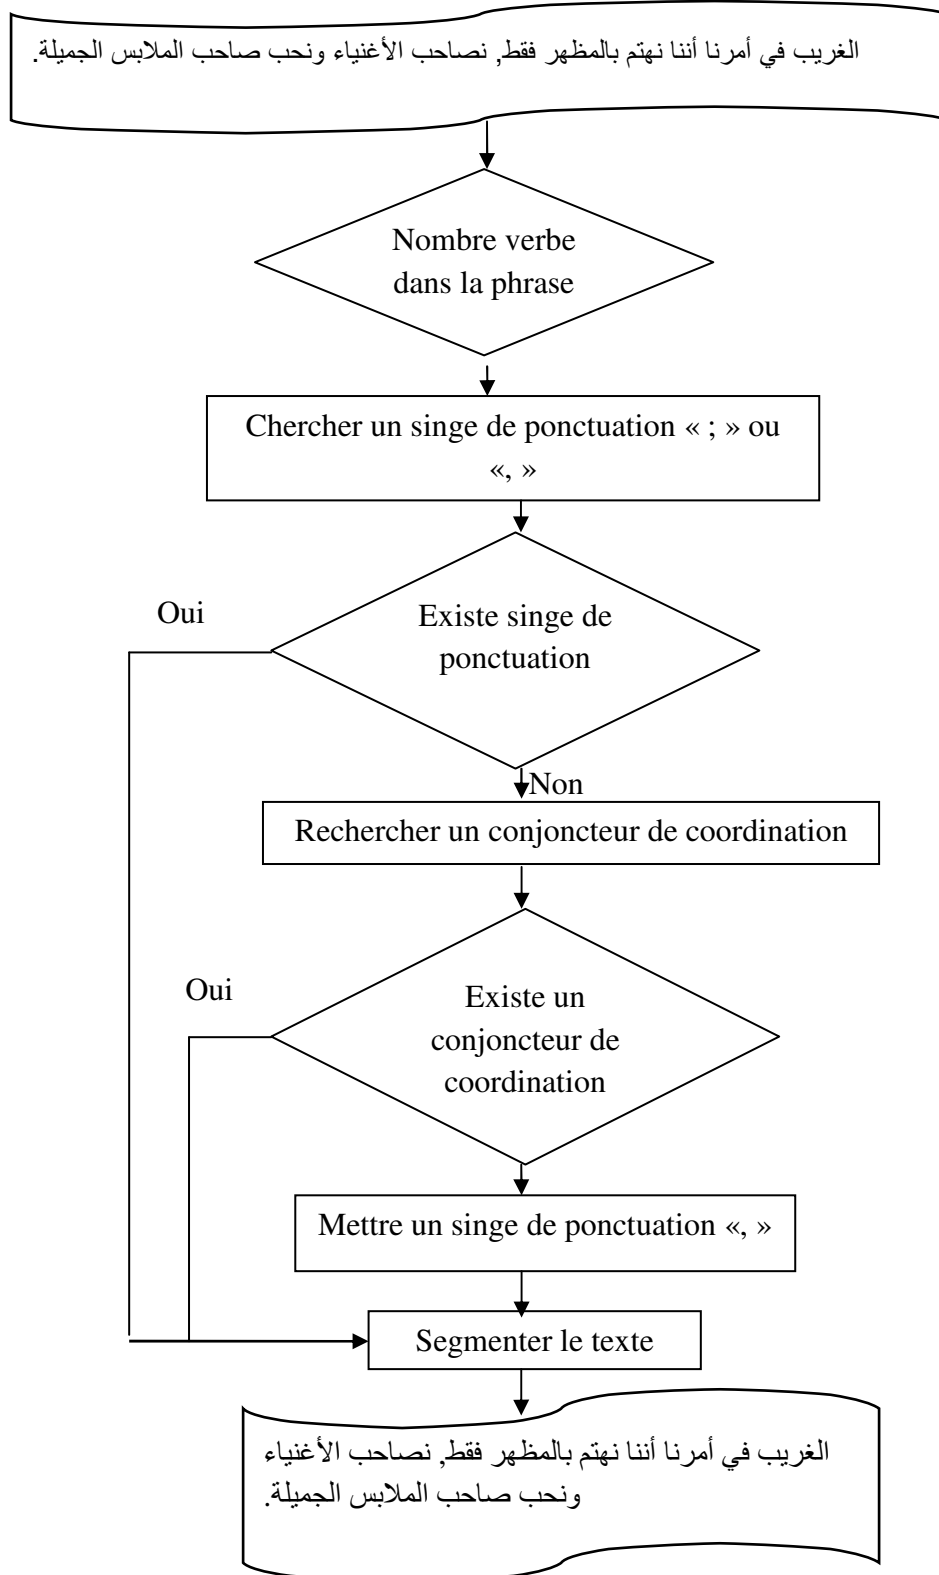 الغريب في أمرنا أننا نهتم بالمظهر فقط, نصاحب الأغنياء ونحب صاحب الملابس الجميلة.
Nombre verbe
dans la phrase
Chercher un singe de ponctuation « ; » ou
«, »
Oui
Existe singe de
ponctuation
Non
Rechercher un conjoncteur de coordination
Oui
Existe un
conjoncteur de
coordination
Mettre un singe de ponctuation «, »
Segmenter le texte
الغريب في أمرنا أننا نهتم بالمظهر فقط, نصاحب الأغنياء
ونحب صاحب الملابس الجميلة.